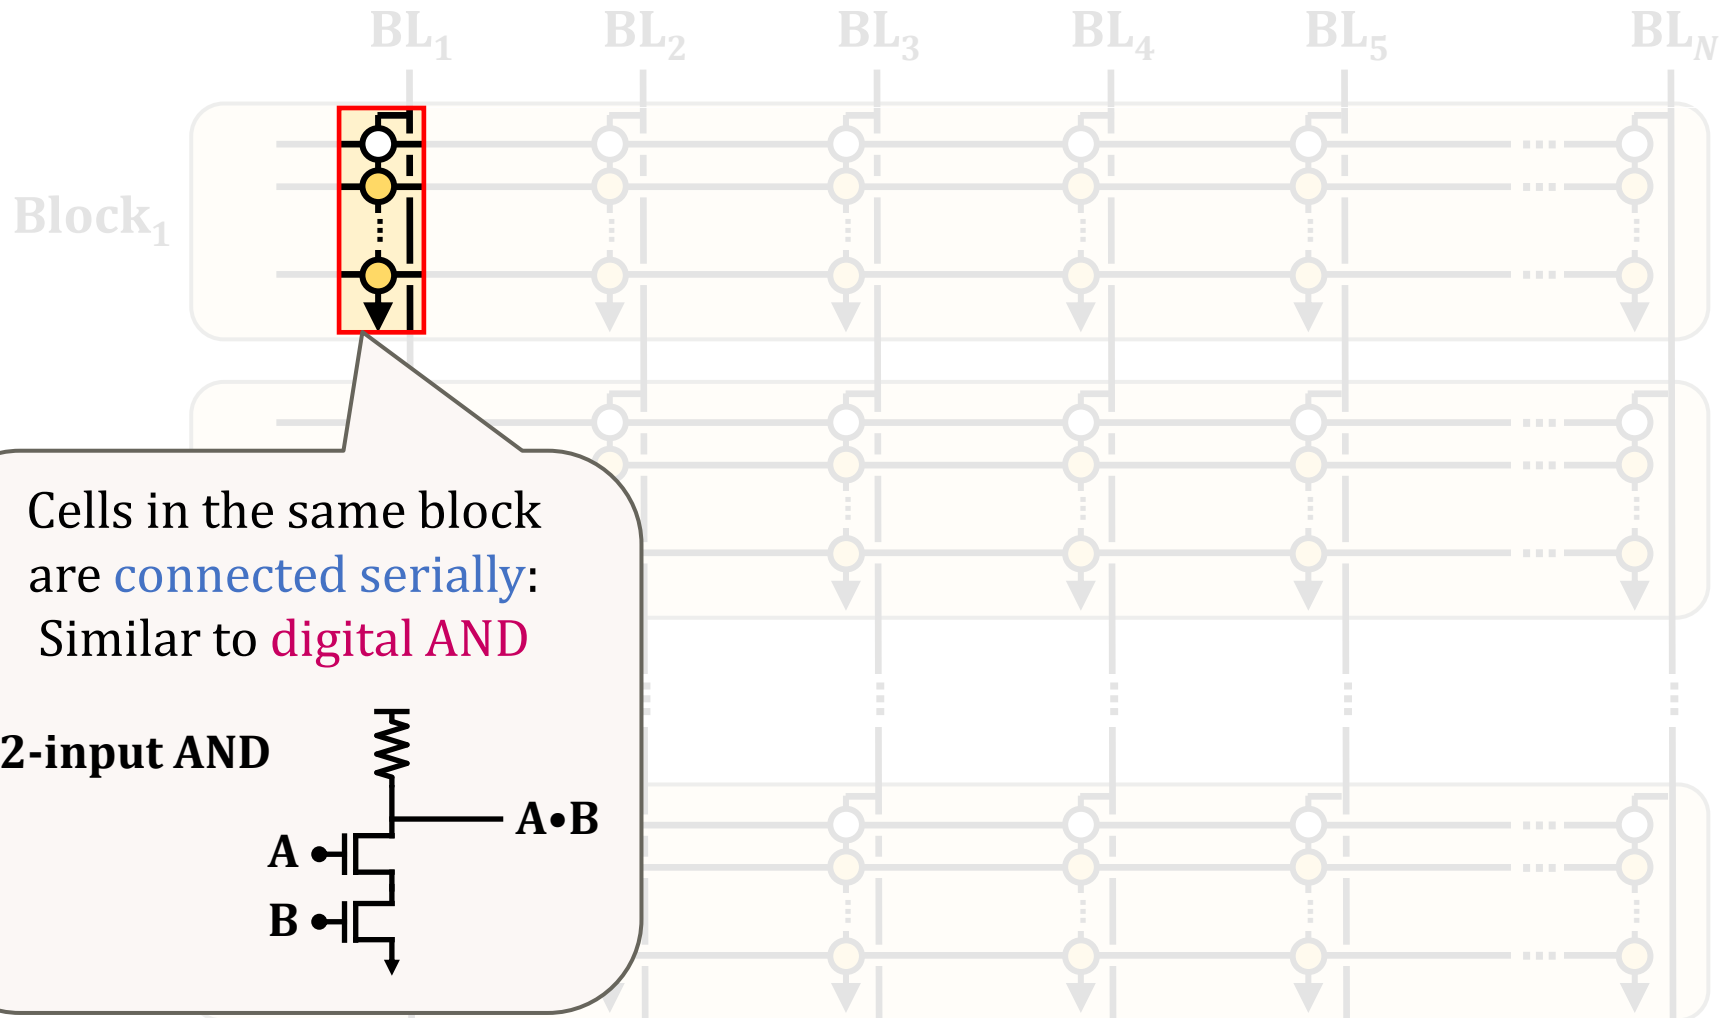 BL1 BL2 BL3 BL4 BL5 BLN
Block1
Cells in the same block
are connected serially:
Similar to digital AND
2-input AND
A•B
A
B